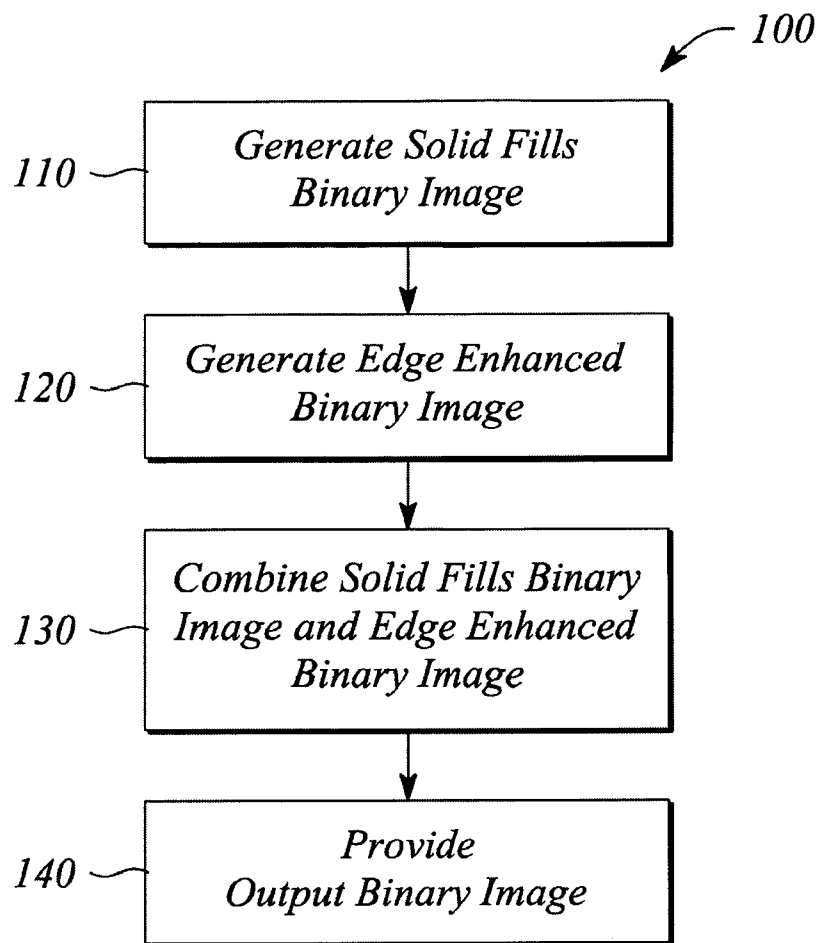 100
110
Generate Solid Fills
Binary Image
120
Generate Edge Enhanced
Binary Image
130
Combine Solid Fills Binary
Image and Edge Enhanced
Binary Image
140
Provide
Output Binary Image